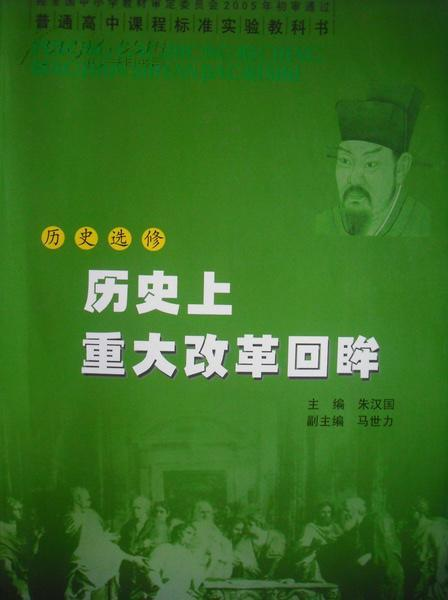 经全国中小学教材审定委员会2005年初审通过
普通高中课程标准实验教科书
历史选修
历史上
重大改革回眸
主编 朱汉国
副主编 马世力